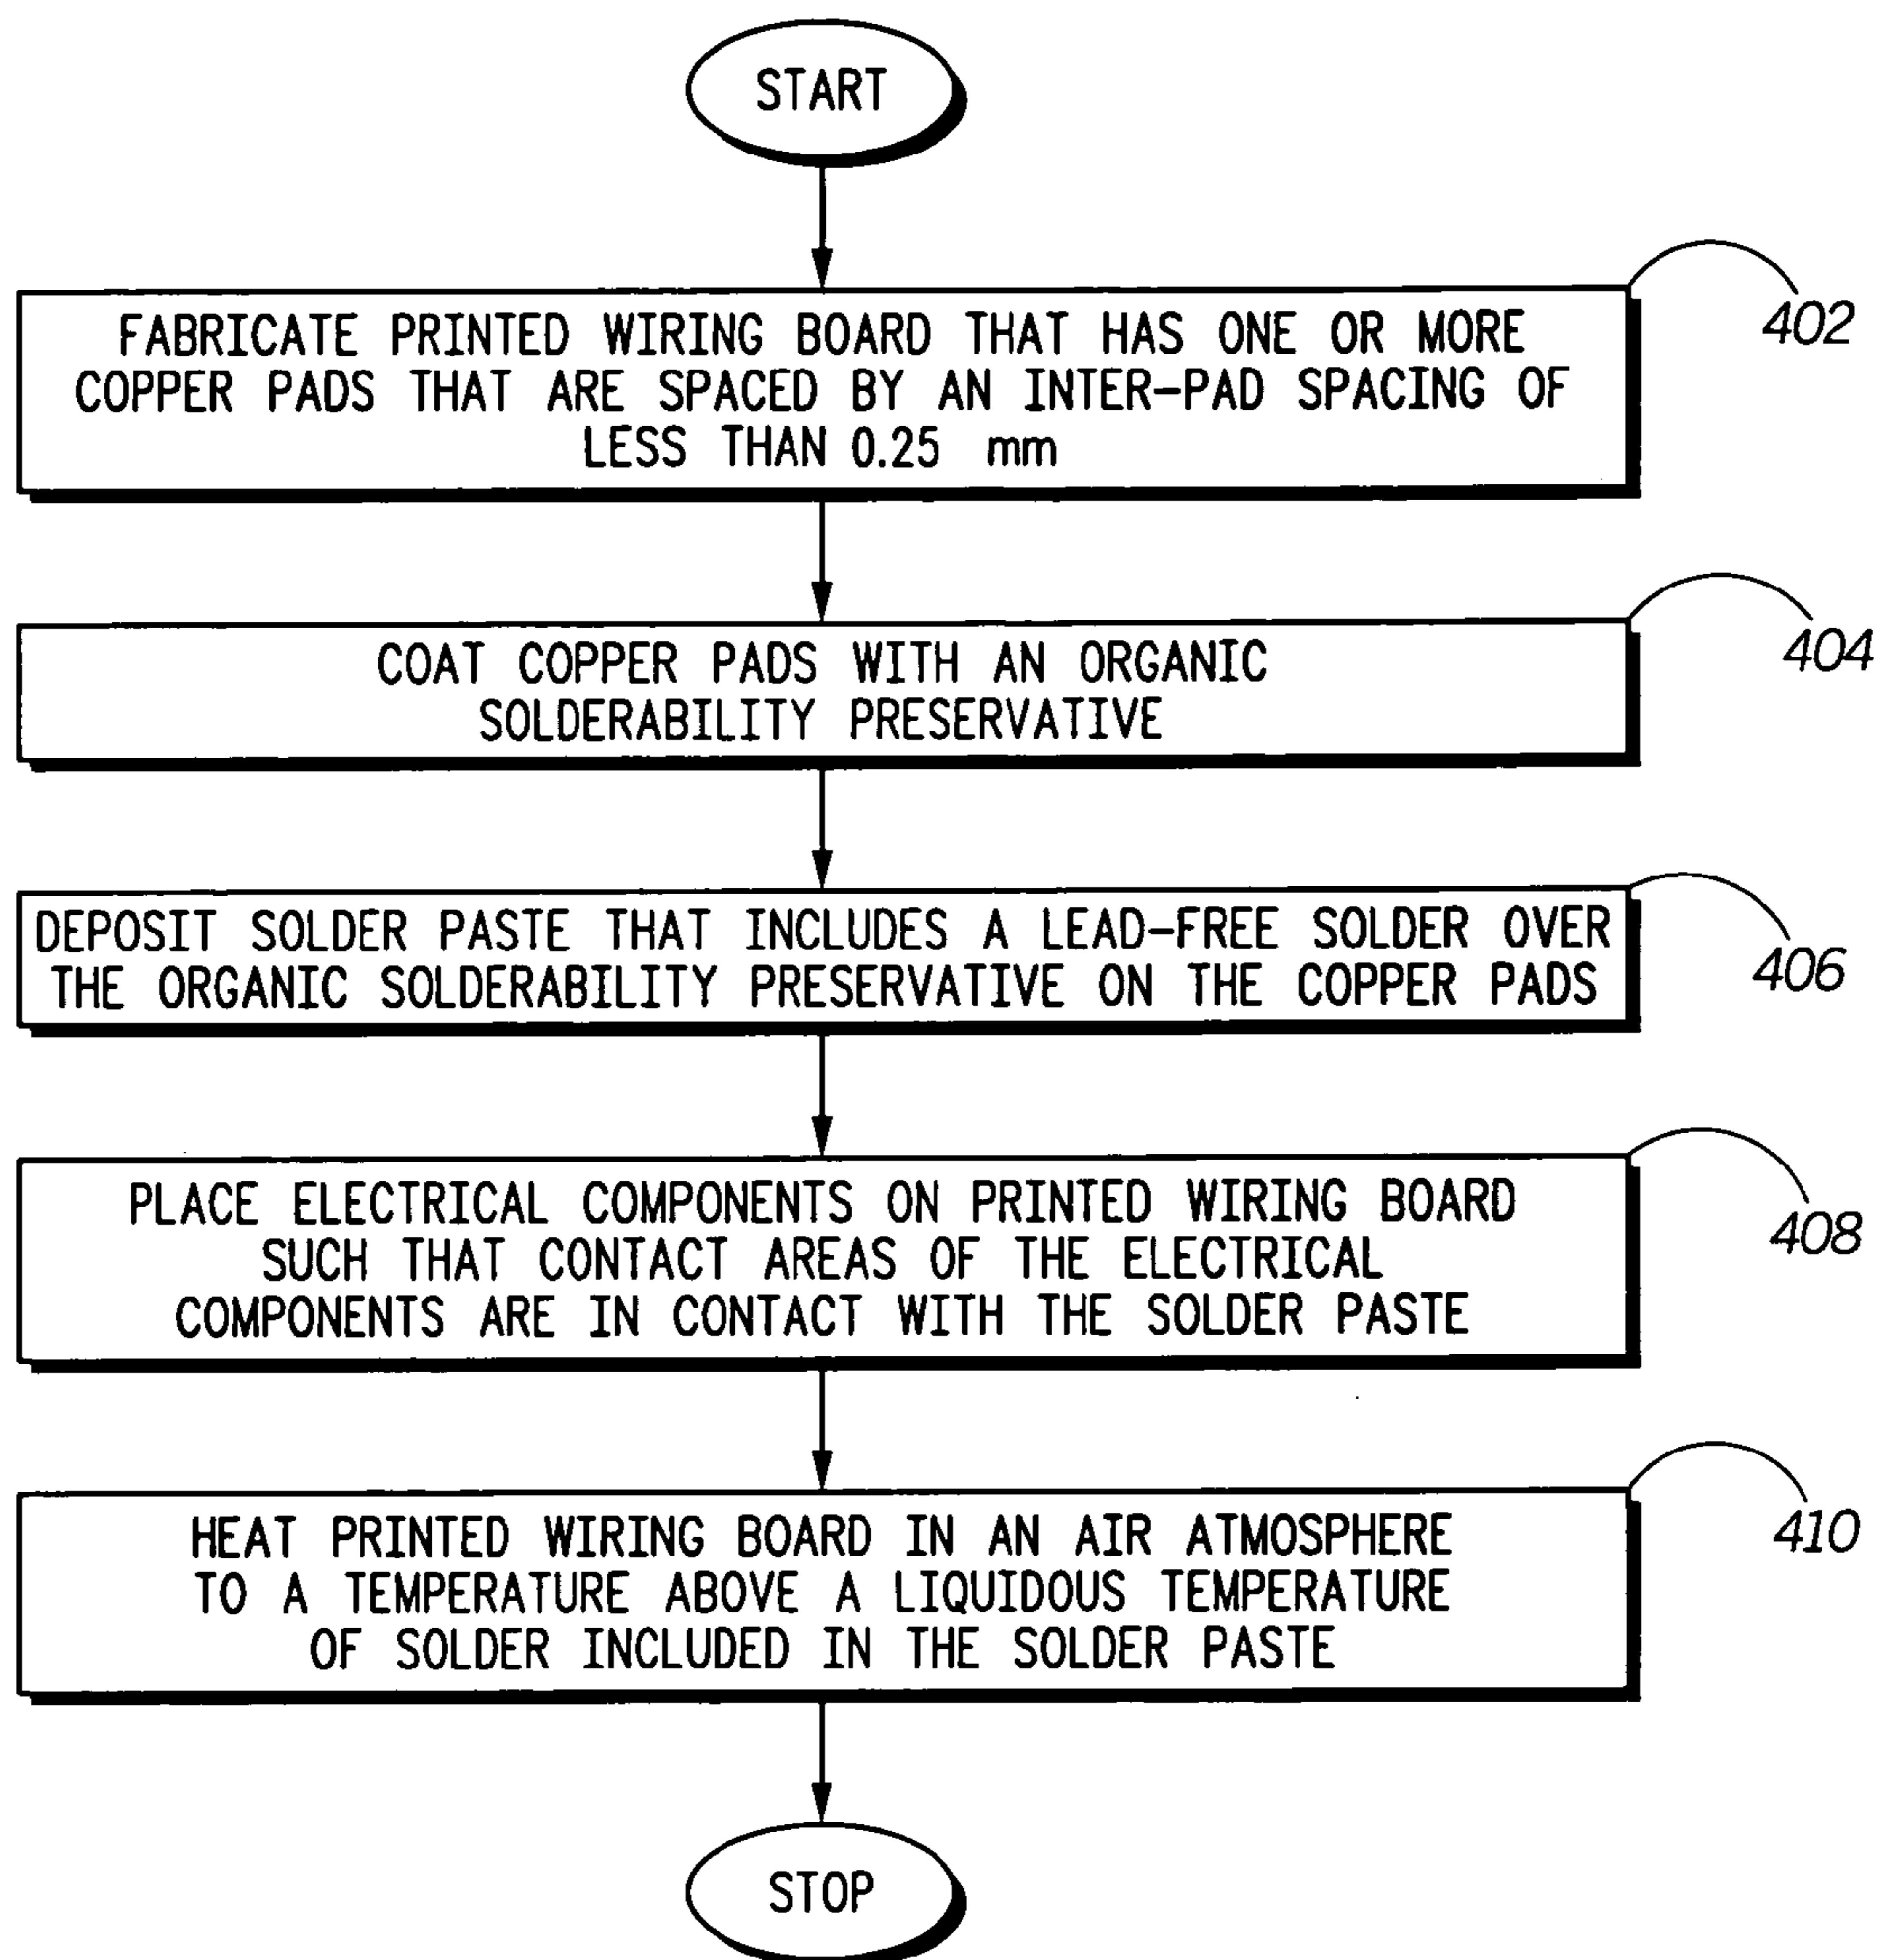 START
FABRICATE PRINTED WIRING BOARD THAT HAS ONE OR MORE
COPPER PADS THAT ARE SPACED BY AN INTER-PAD SPACING OF
LESS THAN 0.25 mm
402
COAT COPPER PADS WITH AN ORGANIC
SOLDERABILITY PRESERVATIVE
404
DEPOSIT SOLDER PASTE THAT INCLUDES A LEAD-FREE SOLDER OVER
THE ORGANIC SOLDERABILITY PRESERVATIVE ON THE COPPER PADS
406
PLACE ELECTRICAL COMPONENTS ON PRINTED WIRING BOARD
SUCH THAT CONTACT AREAS OF THE ELECTRICAL
COMPONENTS ARE IN CONTACT WITH THE SOLDER PASTE
408
HEAT PRINTED WIRING BOARD IN AN AIR ATMOSPHERE
TO A TEMPERATURE ABOVE A LIQUIDOUS TEMPERATURE
OF SOLDER INCLUDED IN THE SOLDER PASTE
410
STOP